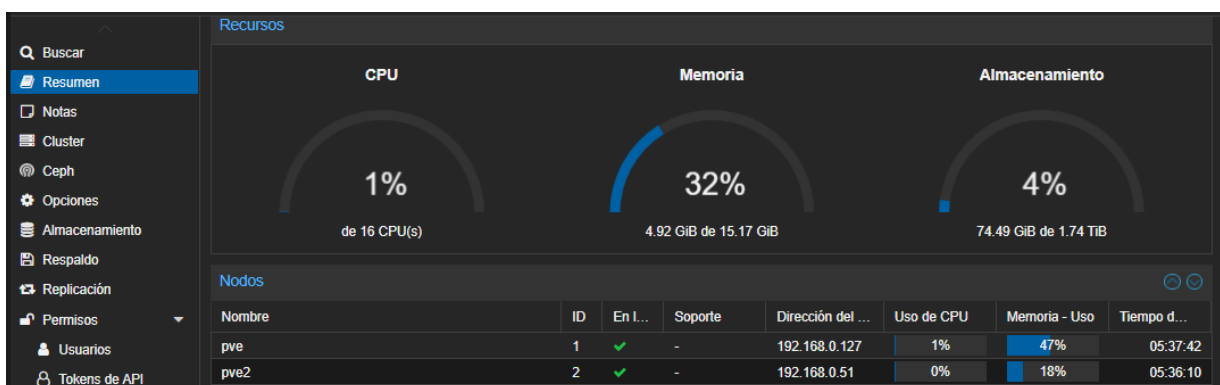 Recursos
Buscar
Resumen
Notas
Cluster
Ceph
Opciones
Almacenamiento
Respaldo
Replicación
Permisos
Usuarios
Tokens de API
CPU Memoria Almacenamiento
1% 32% 4%
de 16 CPU(s) 4.92 GiB de 15.17 GiB 74.49 GiB de 1.74 TiB
Nodos
Nombre ID En l... Soporte Dirección del ... Uso de CPU Memoria - Uso Tiempo d...
pve 1 - 192.168.0.127 1% 47% 05:37:42
pve2 2 - 192.168.0.51 0% 18% 05:36:10